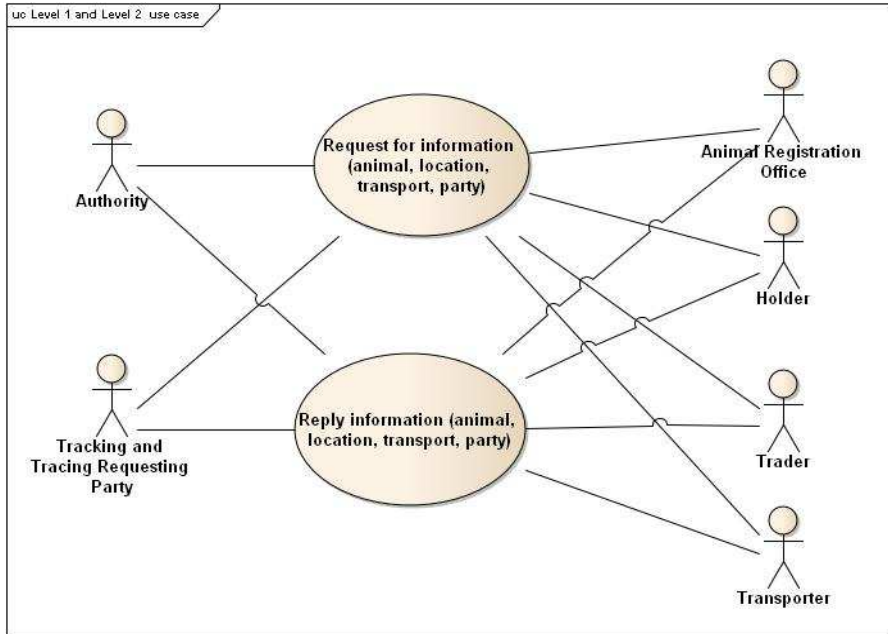 uc Level 1 and Level 2 use case
Authority
Request for information
(animal, location,
transport, party)
Animal Registration
Office
Holder
Tracking and
Tracing Requesting
Party
Reply information (animal,
location, transport, party)
Trader
Transporter